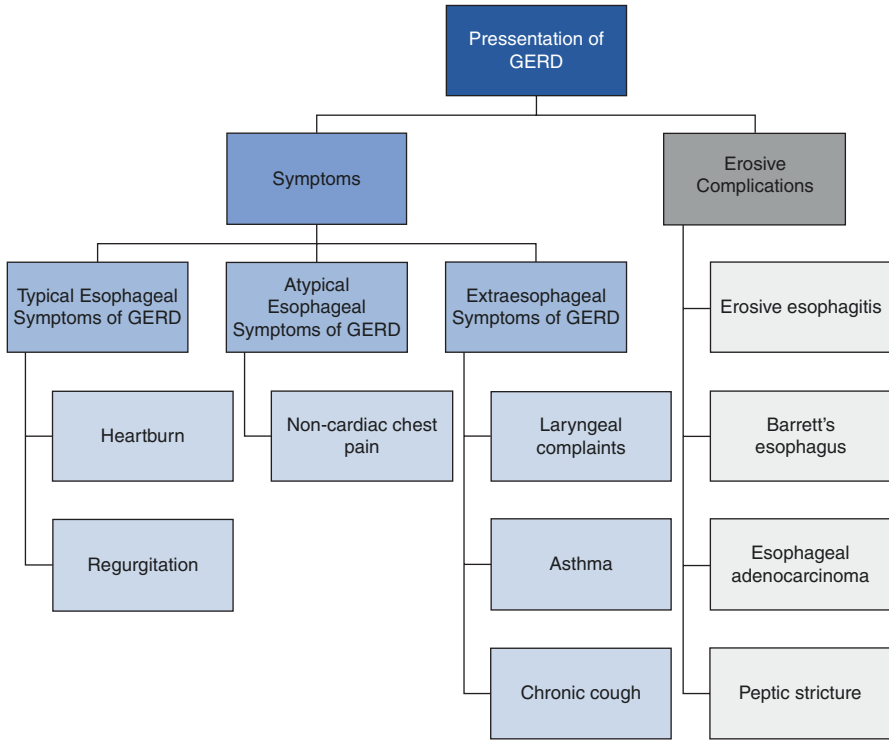 Pressentation of
GERD
Symptoms
Erosive
Complications
Typical Esophageal
Symptoms of GERD
Atypical
Esophageal
Symptoms of GERD
Extraesophageal
Symptoms of GERD
Erosive esophagitis
Heartburn
Non-cardiac chest
pain
Laryngeal
complaints
Barrett's
esophagus
Regurgitation
Asthma
Esophageal
adenocarcinoma
Chronic cough
Peptic stricture